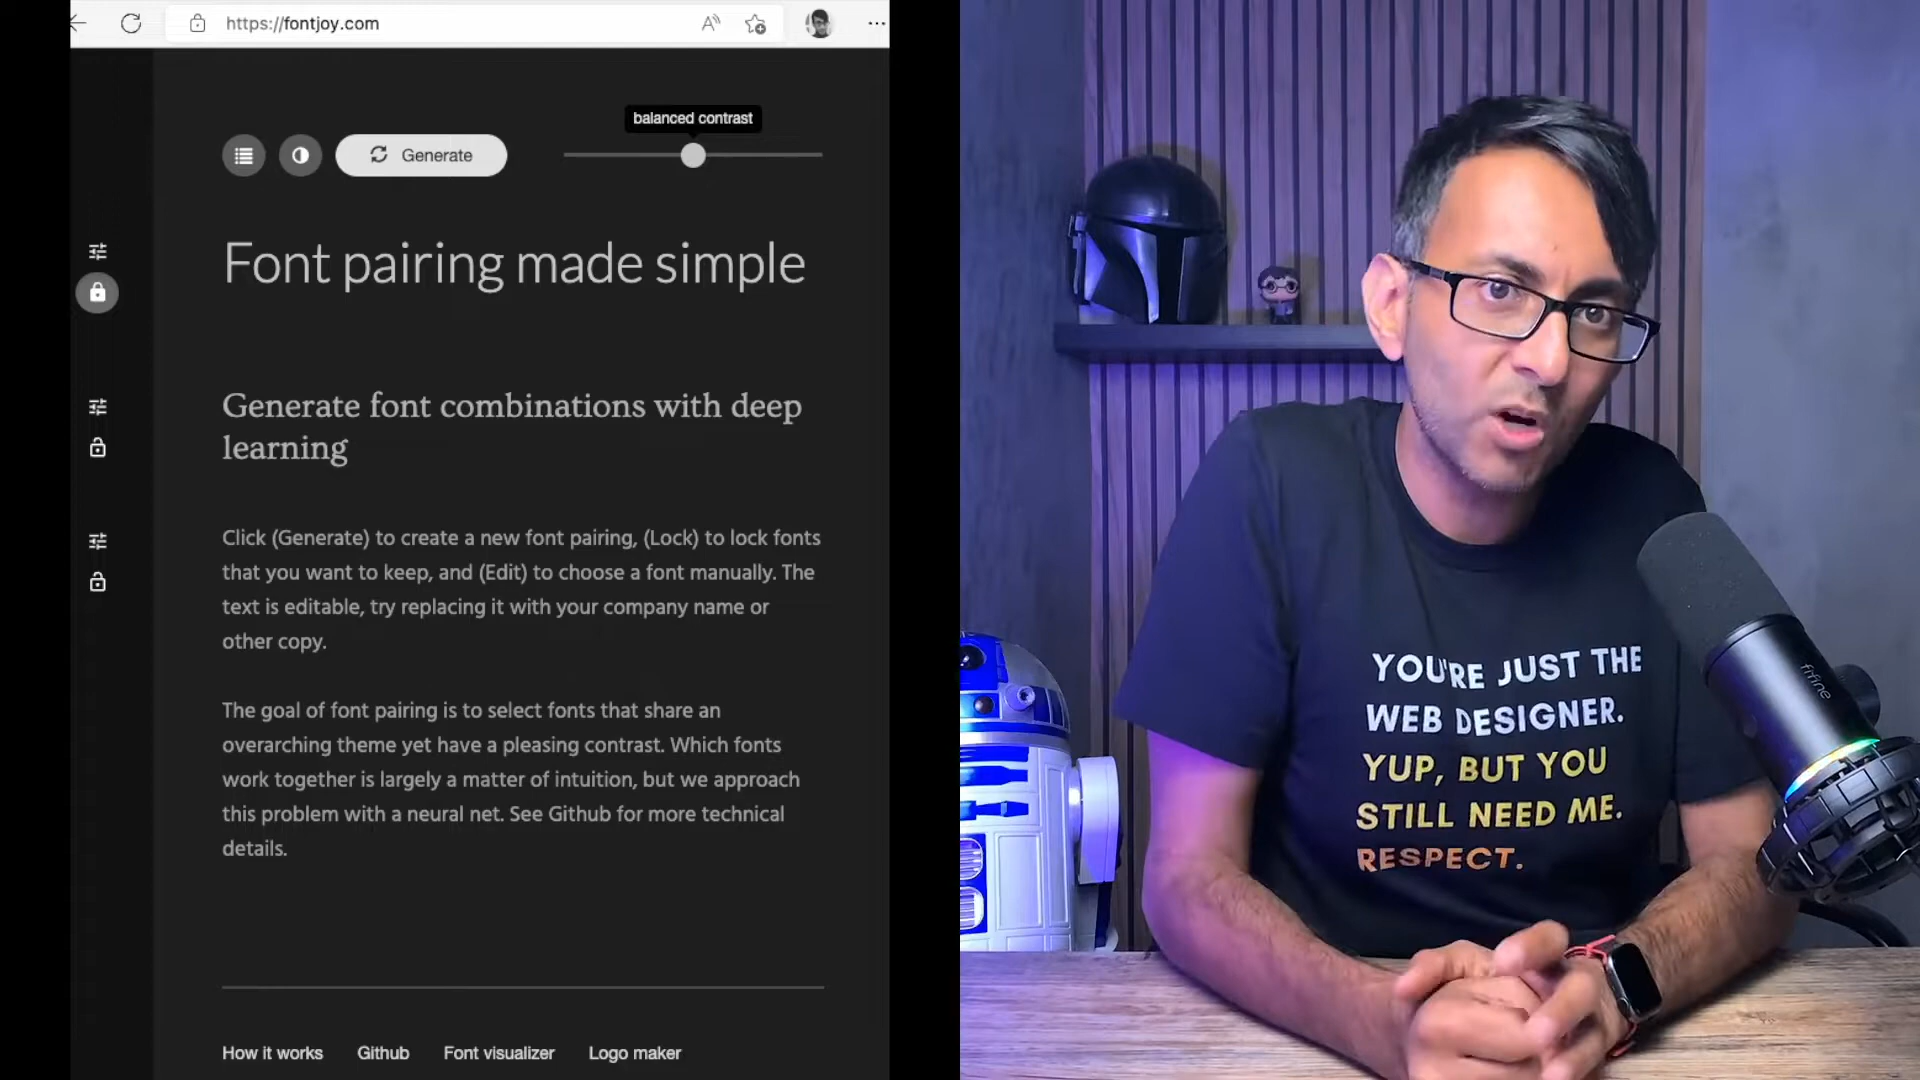 https://fontjoy.com
balanced contrast
Generate
Font pairing made simple
Generate font combinations with deep
learning
Click (Generate) to create a new font pairing, (Lock) to lock fonts
that you want to keep, and (Edit) to choose a font manually. The
text is editable, try replacing it with your company name or
other copy.
The goal of font pairing is to select fonts that share an
overarching theme yet have a pleasing contrast. Which fonts
work together is largely a matter of intuition, but we approach
this problem with a neural net. See Github for more technical
details.
How it works Github Font visualizer Logo maker
YOU'RE JUST THE
WEB DESIGNER.
YUP, BUT YOU
STILL NEED ME.
RESPECT.
fifine